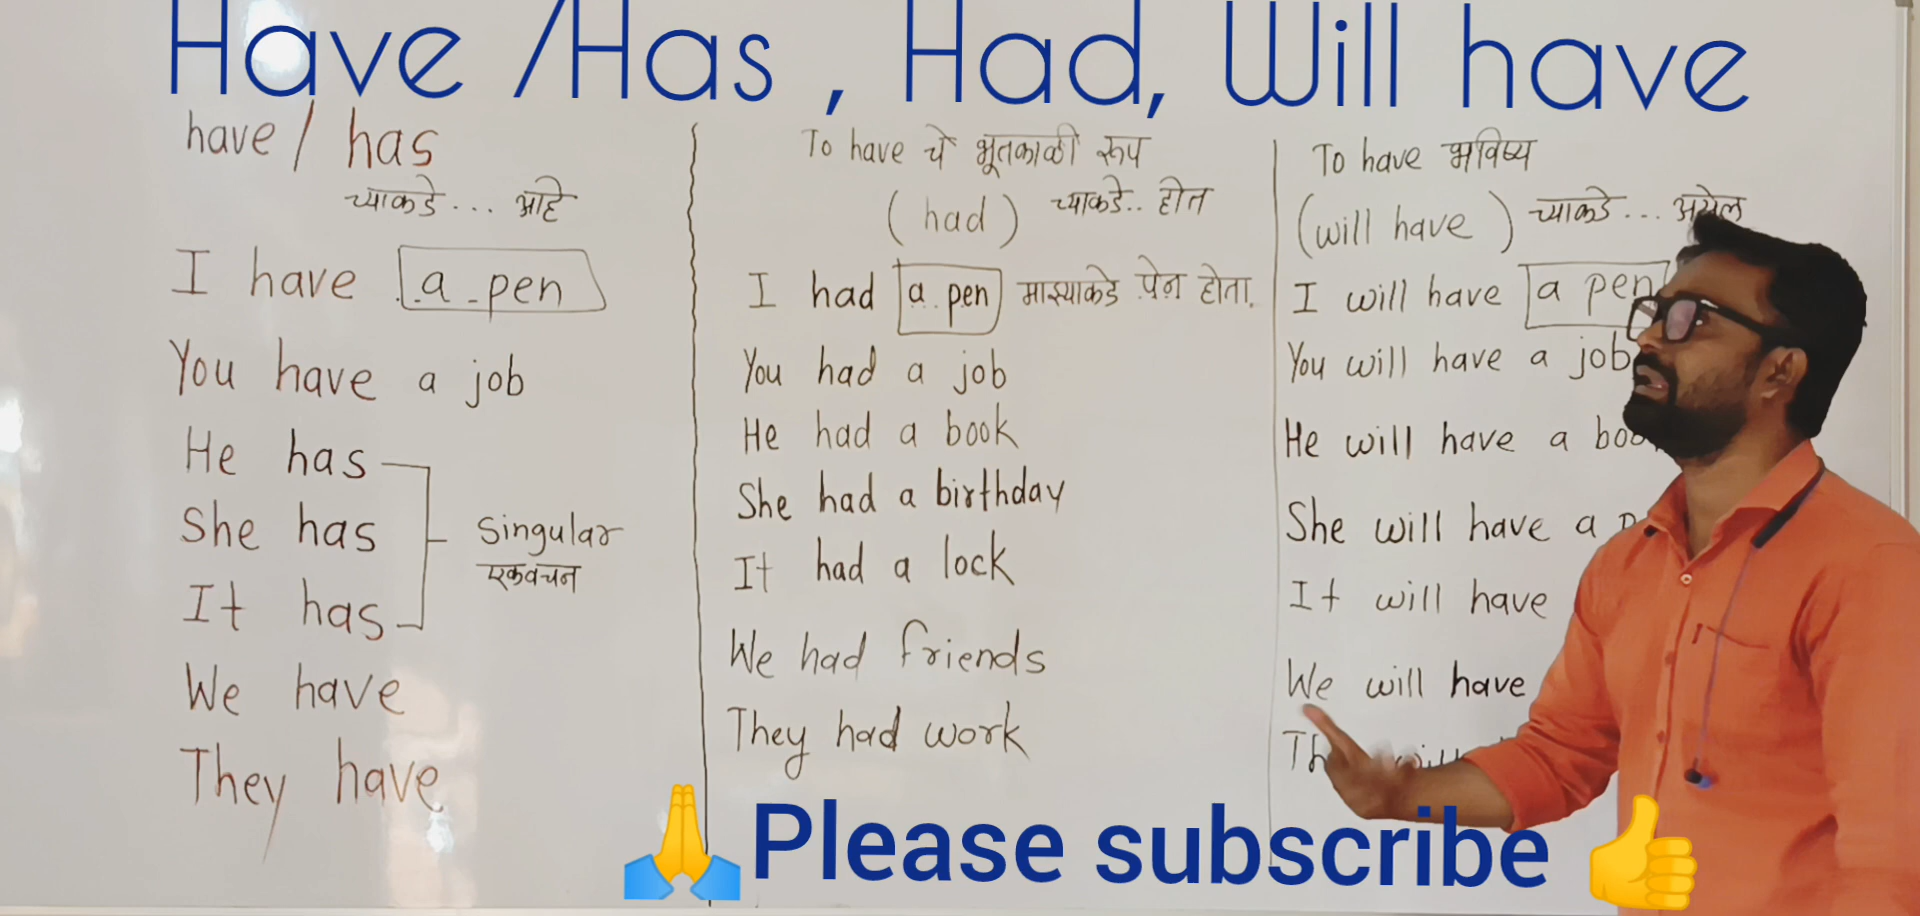 Have /Has , Had, Will have
have / has
च्याकडे... आहे
I have a pen
You have a job
He has
She has
It has
Singular
एकवचन
We have
They have
To have चे भूतकाळी रूप
(had) च्याकडे.. होत
I had a pen माझ्याकडे पेन होता.
You had a job
He had a book
She had a birthday
It had a lock
We had friends
They had work
To have भविष्य
(will have) च्याकडे... असेल
I will have a pen
You will have a job
He will have a
She will have a
It will have
We will have
Please subscribe